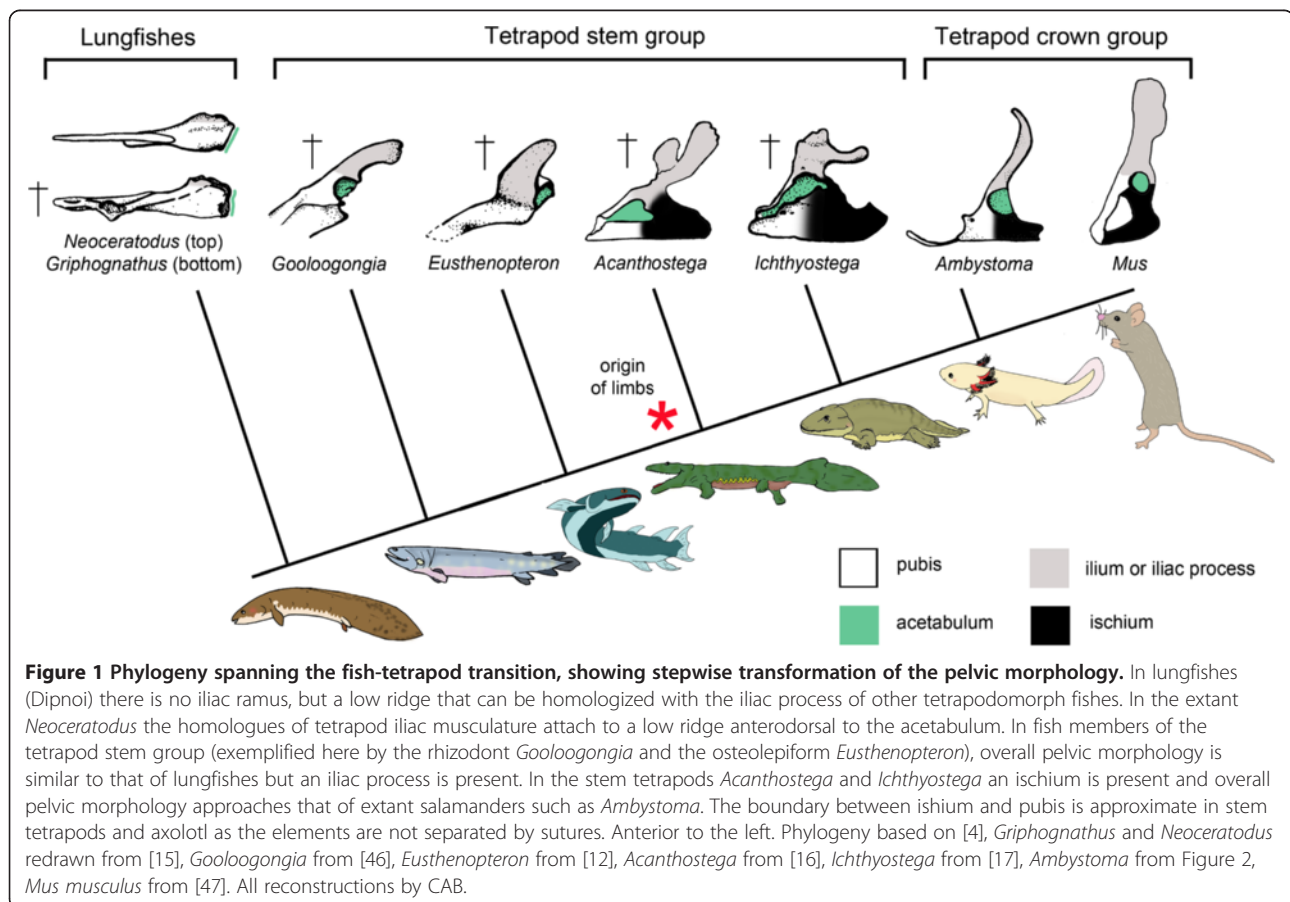 Lungfishes
Tetrapod stem group
Tetrapod crown group
†
†
†
†
†
Neoceratodus (top)
Griphognathus (bottom)
Gooloogongia
Eusthenopteron
Acanthostega
Ichthyostega
Ambystoma
Mus
origin
of limbs
*
pubis
ilium or iliac process
acetabulum
ischium
Figure 1 Phylogeny spanning the fish-tetrapod transition, showing stepwise transformation of the pelvic morphology. In lungfishes
(Dipnoi) there is no iliac ramus, but a low ridge that can be homologized with the iliac process of other tetrapodomorph fishes. In the extant
Neoceratodus the homologues of tetrapod iliac musculature attach to a low ridge anterodorsal to the acetabulum. In fish members of the
tetrapod stem group (exemplified here by the rhizodont Gooloogongia and the osteolepiform Eusthenopteron), overall pelvic morphology is
similar to that of lungfishes but an iliac process is present. In the stem tetrapods Acanthostega and Ichthyostega an ischium is present and overall
pelvic morphology approaches that of extant salamanders such as Ambystoma. The boundary between ishium and pubis is approximate in stem
tetrapods and axolotl as the elements are not separated by sutures. Anterior to the left. Phylogeny based on [4], Griphognathus and Neoceratodus
redrawn from [15], Gooloogongia from [46], Eusthenopteron from [12], Acanthostega from [16], Ichthyostega from [17], Ambystoma from Figure 2,
Mus musculus from [47]. All reconstructions by CAB.